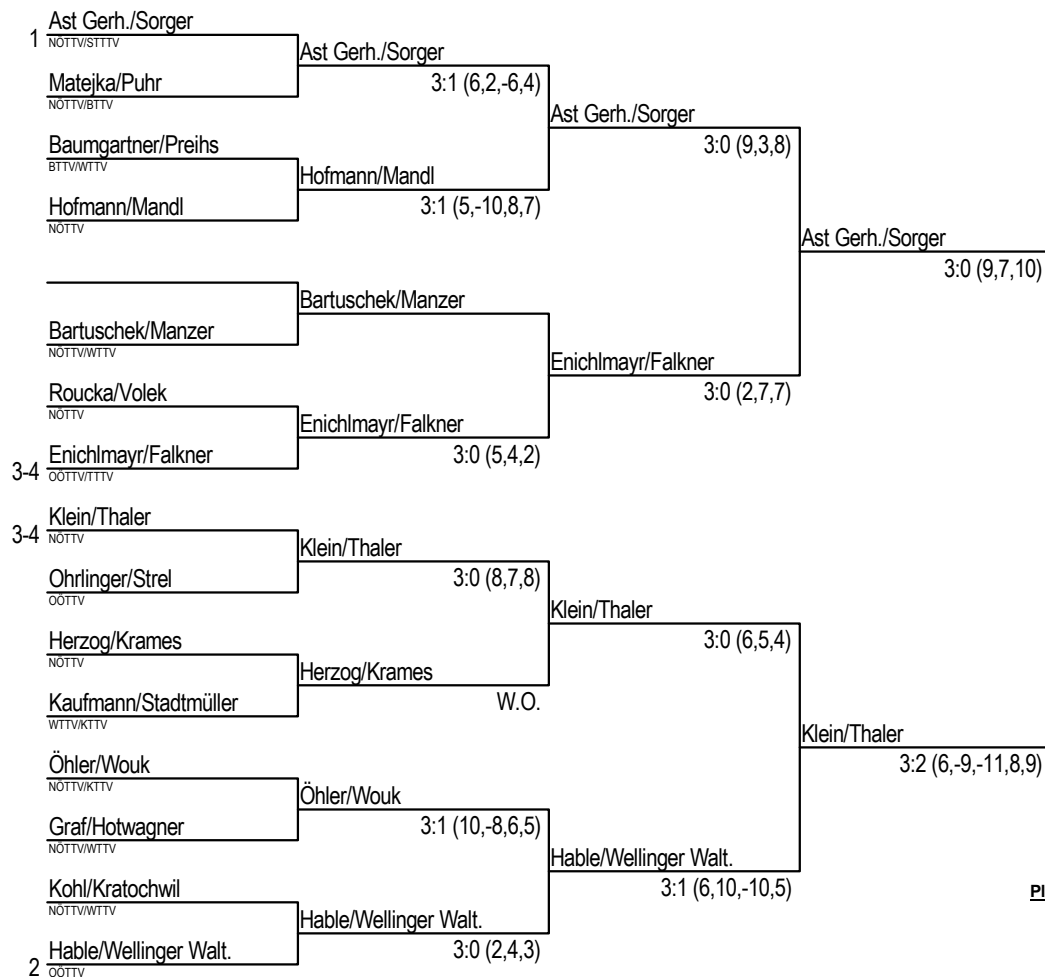 Ast Gerh./Sorger
1
NÖTTV/STTTV
Ast Gerh./Sorger
3:1 (6,2,-6,4)
Matejka/Puhr
NÖTTV/BTTV
Ast Gerh./Sorger
3:0 (9,3,8)
Baumgartner/Preihs
BTTV/WTTV
Hofmann/Mandl
3:1 (5,-10,8,7)
Hofmann/Mandl
NÖTTV
Ast Gerh./Sorger
3:0 (9,7,10)
Bartuschek/Manzer
Bartuschek/Manzer
NÖTTV/WTTV
Enichlmayr/Falkner
3:0 (2,7,7)
Roucka/Volek
NÖTTV
Enichlmayr/Falkner
3:0 (5,4,2)
Enichlmayr/Falkner
3-4
OÖTTV/TTTV
Klein/Thaler
3-4
NÖTTV
Klein/Thaler
3:0 (8,7,8)
Ohrlinger/Strel
OÖTTV
Klein/Thaler
3:0 (6,5,4)
Herzog/Krames
NÖTTV
Herzog/Krames
W.O.
Kaufmann/Stadtmüller
WTTV/KTTV
Klein/Thaler
3:2 (6,-9,-11,8,9)
Öhler/Wouk
NÖTTV/KTTV
Öhler/Wouk
3:1 (10,-8,6,5)
Graf/Hotwagner
NÖTTV/WTTV
Hable/Wellinger Walt.
3:1 (6,10,-10,5)
Kohl/Kratochwil
NÖTTV/WTTV
Pl
Hable/Wellinger Walt.
3:0 (2,4,3)
Hable/Wellinger Walt.
2
OÖTTV